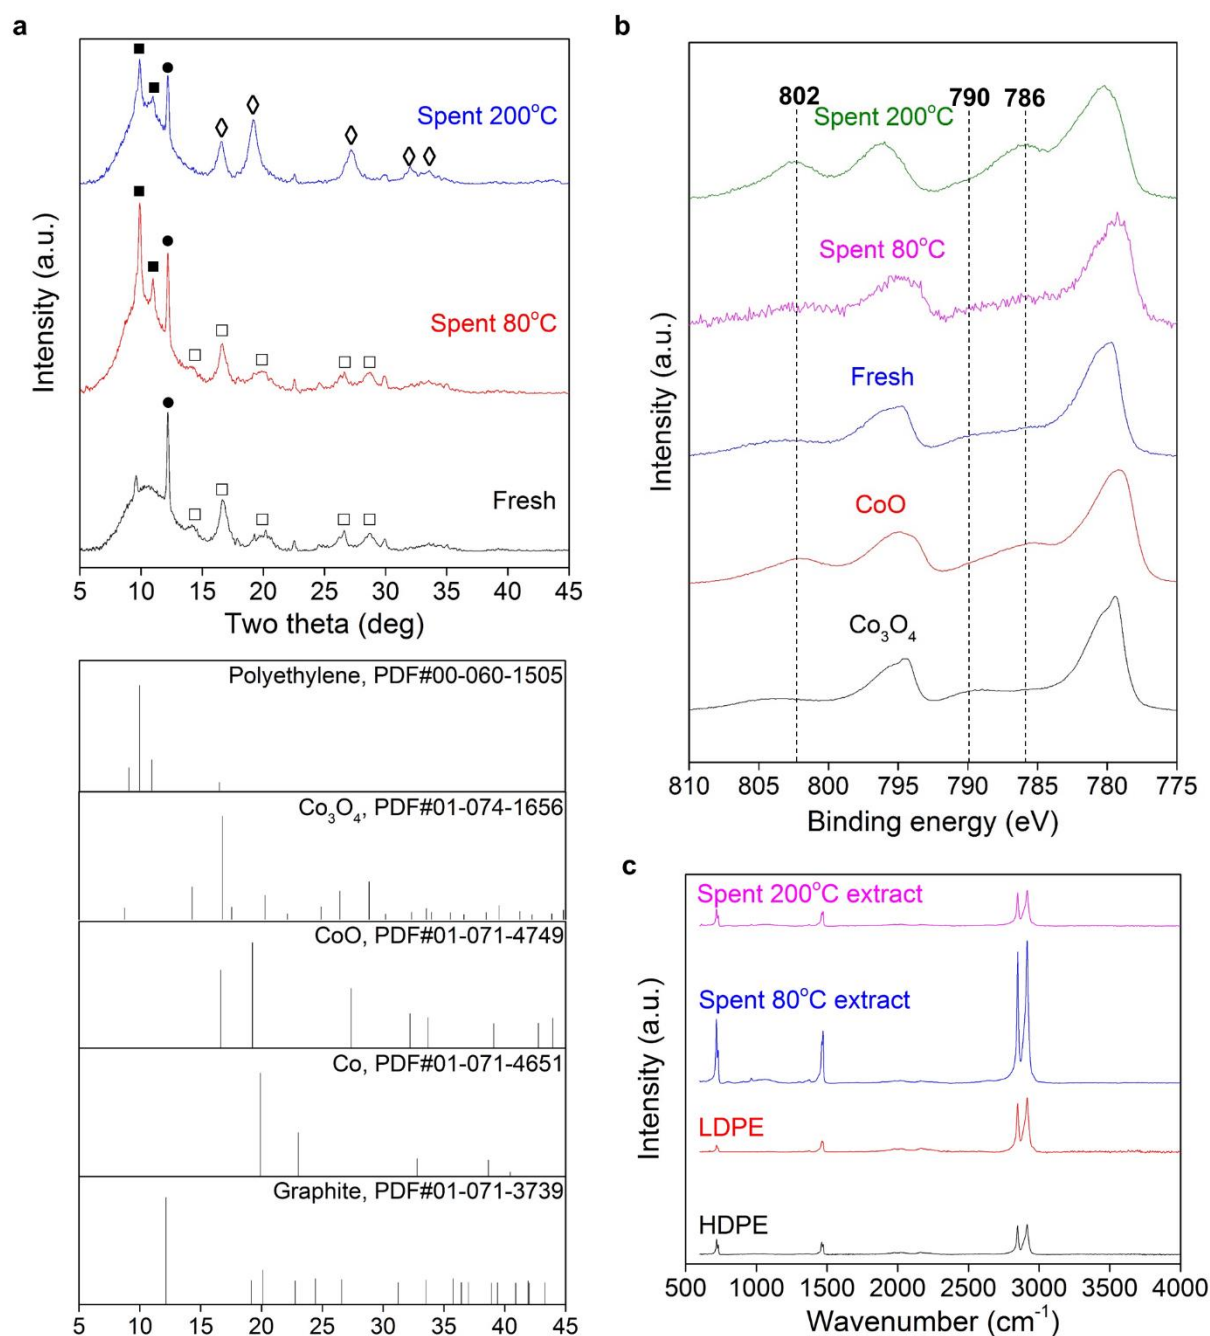 a
Spent 200°C
Spent 80°C
Fresh
Intensity (a.u.)
5 10 15 20 25 30 35 40 45
Two theta (deg)
Polyethylene, PDF#00-060-1505
Co₃O₄, PDF#01-074-1656
CoO, PDF#01-071-4749
Co, PDF#01-071-4651
Graphite, PDF#01-071-3739
5 10 15 20 25 30 35 40 45
b
802 790 786
Spent 200°C
Spent 80°C
Fresh
CoO
Co₃O₄
Intensity (a.u.)
810 805 800 795 790 785 780 775
Binding energy (eV)
c
Spent 200°C extract
Spent 80°C extract
LDPE
HDPE
Intensity (a.u.)
500 1000 1500 2000 2500 3000 3500 4000
Wavenumber (cm⁻¹)